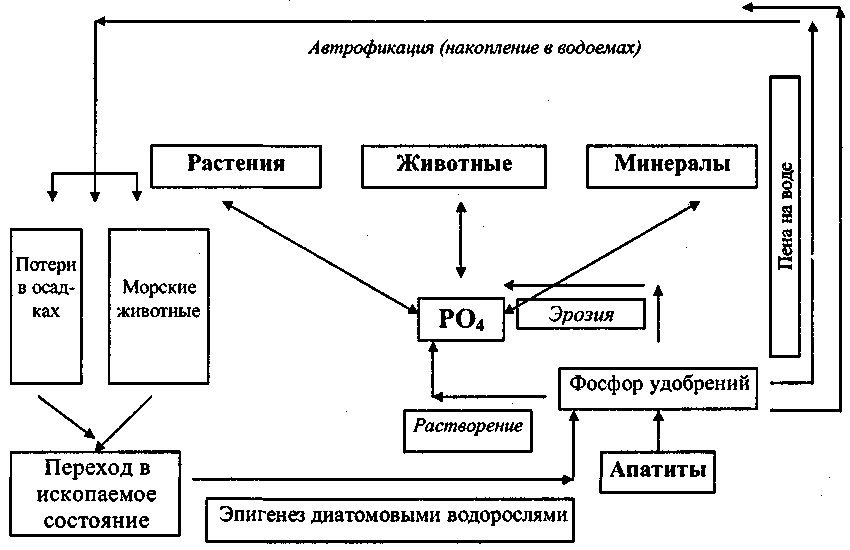 Автрофикация (накопление в водоемах)
Растения
Животные
Минералы
Пена на воде
Потери
в осад-
ках
Морские
животные
PO₄
Эрозия
Фосфор удобрений
Растворение
Переход в
ископаемое
состояние
Апатиты
Эпигенез диатомовыми водорослями